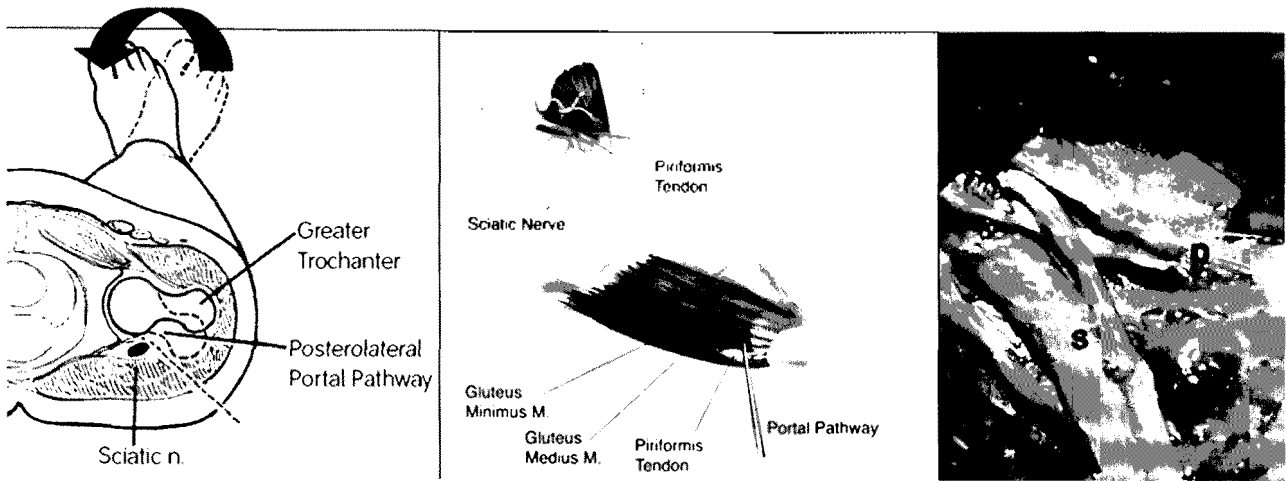 Greater
Trochanter
Posterolateral
Portal Pathway
Sciatic n.
Piriformis
Tendon
Sciatic Nerve
Gluteus
Minimus M.
Gluteus
Medius M.
Piriformis
Tendon
Portal Pathway
P
S